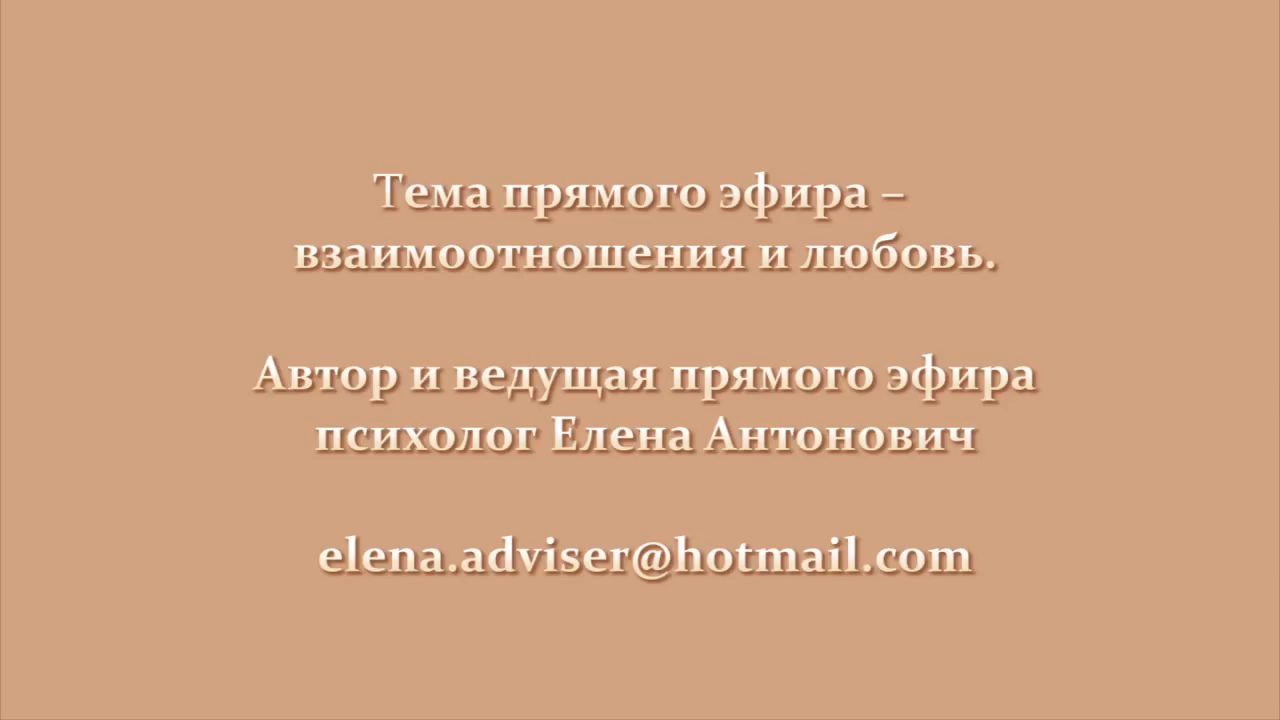 Тема прямого эфира –
взаимоотношения и любовь.
Автор и ведущая прямого эфира
психолог Елена Антонович
elena.adviser@hotmail.com